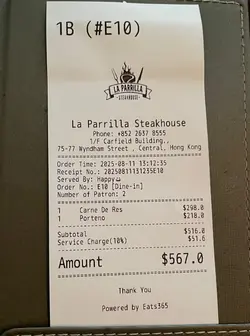 1B (#E10)
LA PARRILLA
STEAKHOUSE
La Parrilla Steakhouse
Phone: +852 2637 8555
1/F Carfield Building,,
75-77 Wyndham Street , Central, Hong Kong
Order Time: 2025-08-11 13:12:35
Receipt No.: 20250811131235E10
Served By: Happy
Order No.: E10 [Dine-in]
Number of Patron: 2
1 Carne De Res $298.0
1 Porteno $218.0
Subtotal $516.0
Service Charge(10%) $51.6
Amount $567.0
Thank You
Powered by Eats365